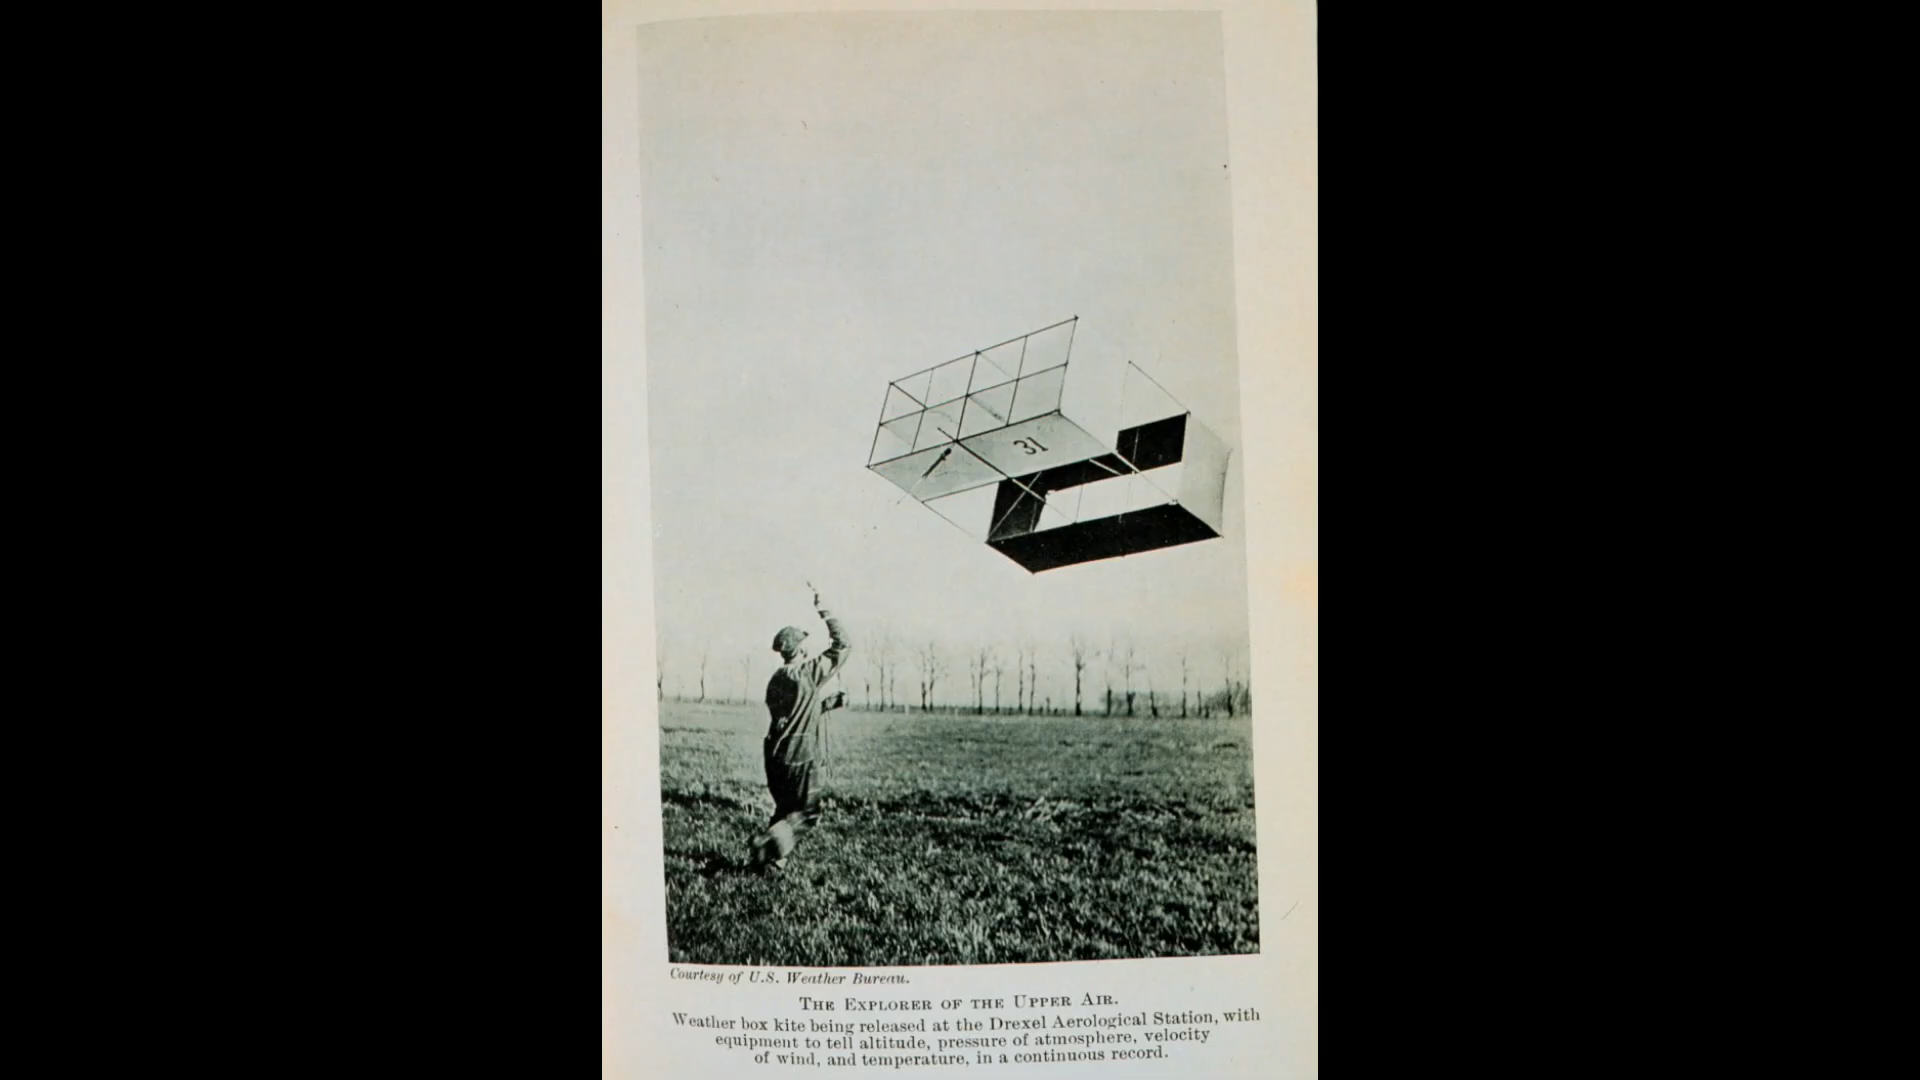 31
Courtesy of U.S. Weather Bureau.
THE EXPLORER OF THE UPPER AIR.
Weather box kite being released at the Drexel Aerological Station, with
equipment to tell altitude, pressure of atmosphere, velocity
of wind, and temperature, in a continuous record.